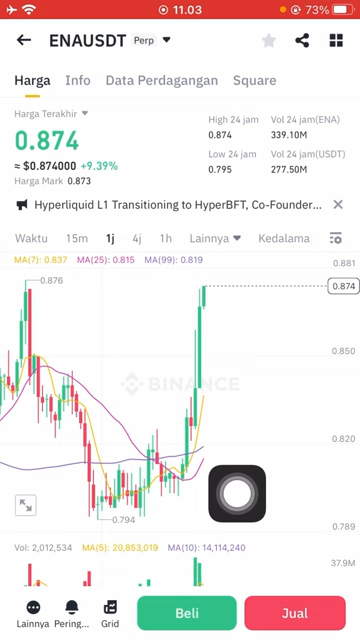 11.03
73%
ENAUSDT Perp
Harga Info Data Perdagangan Square
Harga Terakhir
0.874
≈ $0.874000 +9.39%
Harga Mark 0.873
High 24 jam Vol 24 jam(ENA)
0.874 339.10M
Low 24 jam Vol 24 jam(USDT)
0.795 277.50M
Hyperliquid L1 Transitioning to HyperBFT, Co-Founder...
Waktu 15m 1j 4j 1h Lainnya Kedalama
MA(7): 0.837 MA(25): 0.815 MA(99): 0.819
0.881
0.876
0.874
0.850
BINANCE
0.820
0.794
0.789
Vol: 2,012,534 MA(5): 20,853,019 MA(10): 14,114,240
37.9M
Lainnya Pering... Grid Beli Jual